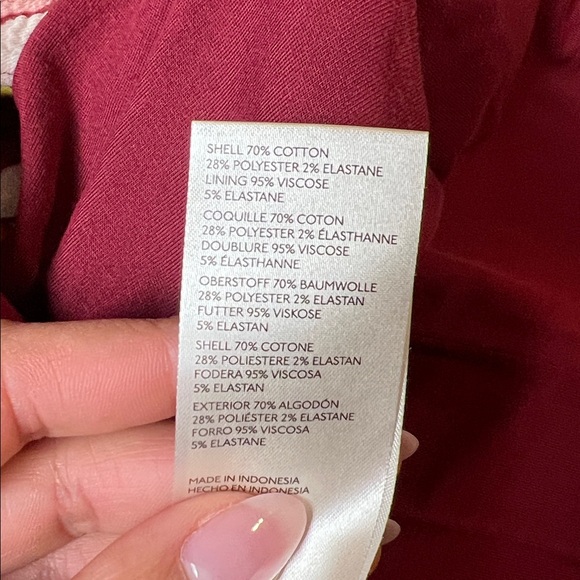 SHELL 70% COTTON
28% POLYESTER 2% ELASTANE
LINING 95% VISCOSE
5% ELASTANE
COQUILLE 70% COTON
28% POLYESTER 2% ÉLASTHANNE
DOUBLURE 95% VISCOSE
5% ÉLASTHANNE
OBERSTOFF 70% BAUMWOLLE
28% POLYESTER 2% ELASTAN
FUTTER 95% VISKOSE
5% ELASTAN
SHELL 70% COTONE
28% POLIESTERE 2% ELASTAN
FODERA 95% VISCOSA
5% ELASTAN
EXTERIOR 70% ALGODÓN
28% POLIÉSTER 2% ELASTANE
FORRO 95% VISCOSA
5% ELASTANE
MADE IN INDONESIA
HECHO EN INDONESIA